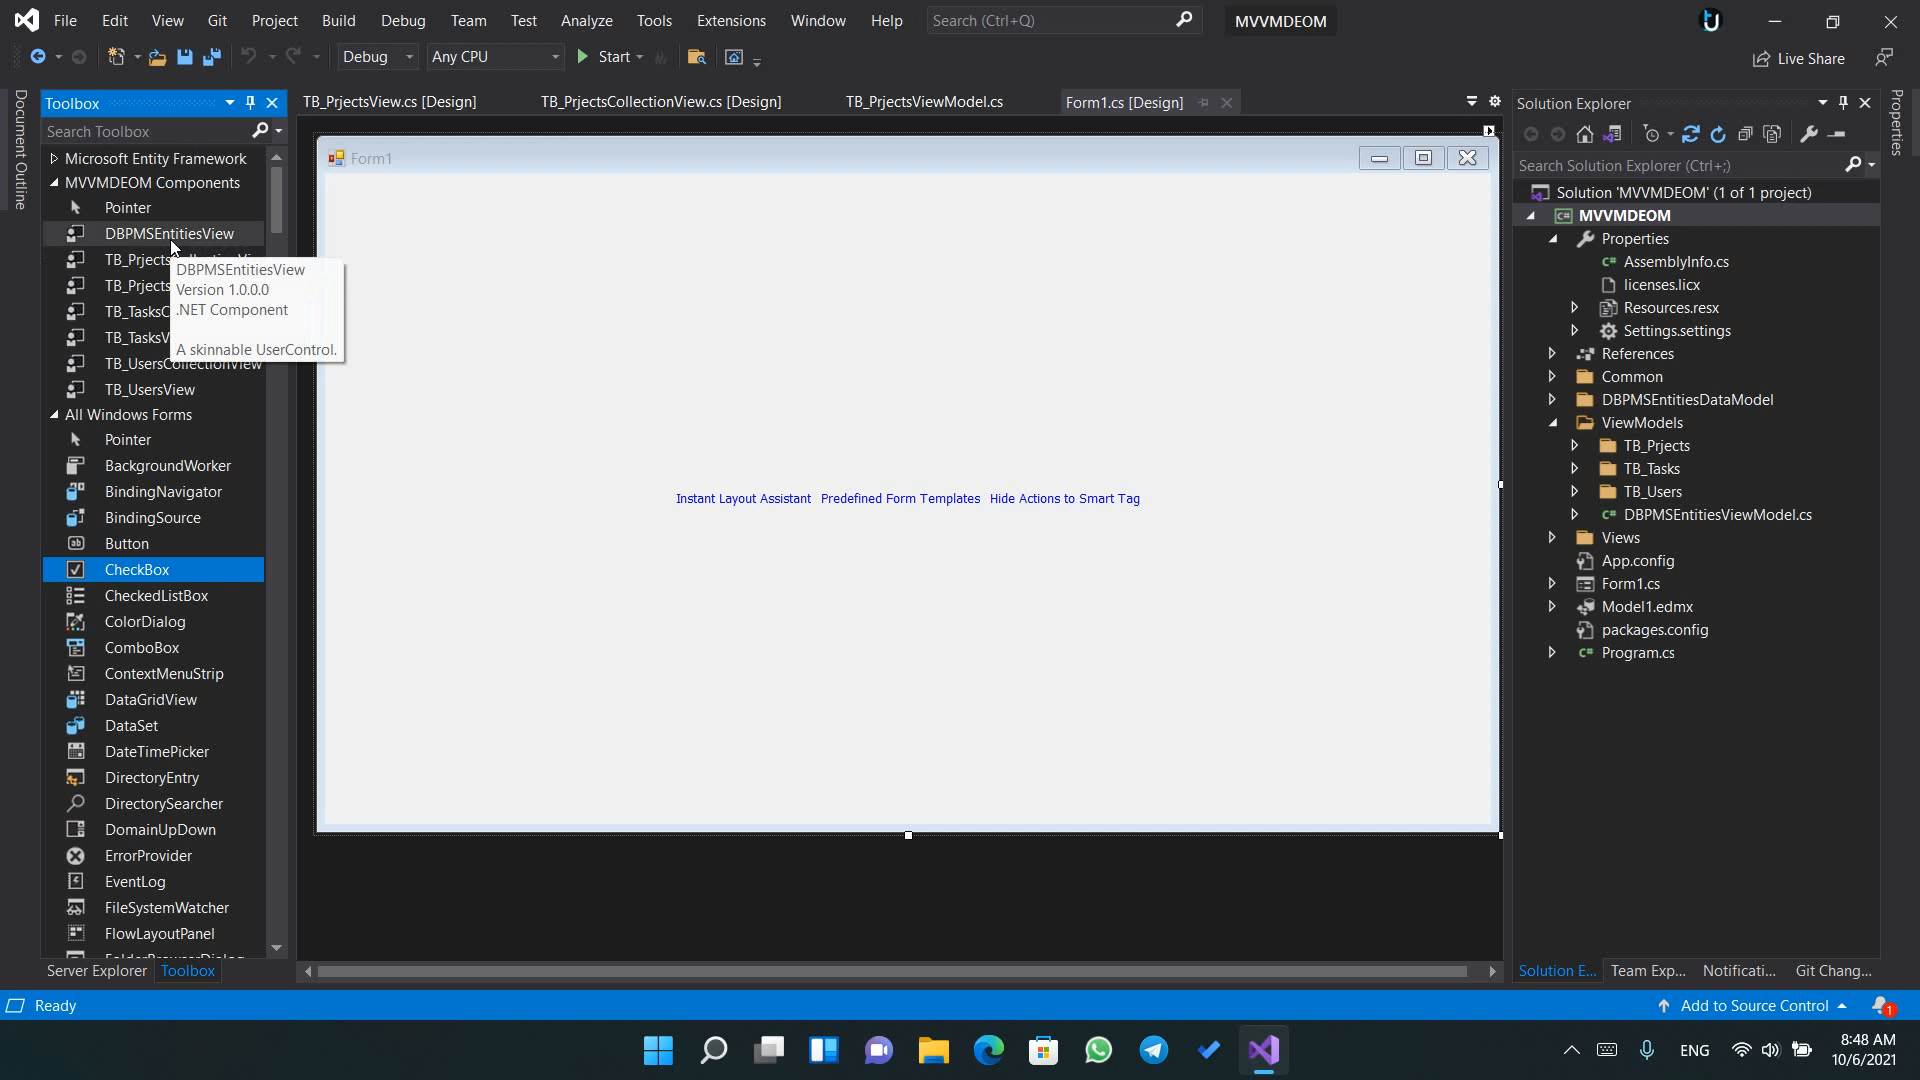 File Edit View Git Project Build Debug Team Test Analyze Tools Extensions Window Help Search (Ctrl+Q) MVVMDEOM
Debug Any CPU Start Live Share
Document Outline
Toolbox
Search Toolbox
Microsoft Entity Framework
MVVMDEOM Components
Pointer
DBPMSEntitiesView
TB_Prjects
TB_Prjects
TB_TasksC
TB_TasksV
TB_UsersCollectionView
TB_UsersView
DBPMSEntitiesView
Version 1.0.0.0
.NET Component
A skinnable UserControl.
All Windows Forms
Pointer
BackgroundWorker
BindingNavigator
BindingSource
Button
CheckBox
CheckedListBox
ColorDialog
ComboBox
ContextMenuStrip
DataGridView
DataSet
DateTimePicker
DirectoryEntry
DirectorySearcher
DomainUpDown
ErrorProvider
EventLog
FileSystemWatcher
FlowLayoutPanel
Server Explorer Toolbox
TB_PrjectsView.cs [Design] TB_PrjectsCollectionView.cs [Design] TB_PrjectsViewModel.cs Form1.cs [Design]
Form1
Instant Layout Assistant Predefined Form Templates Hide Actions to Smart Tag
Solution Explorer
Search Solution Explorer (Ctrl+;)
Solution 'MVVMDEOM' (1 of 1 project)
MVVMDEOM
Properties
AssemblyInfo.cs
licenses.licx
Resources.resx
Settings.settings
References
Common
DBPMSEntitiesDataModel
ViewModels
TB_Prjects
TB_Tasks
TB_Users
DBPMSEntitiesViewModel.cs
Views
App.config
Form1.cs
Model1.edmx
packages.config
Program.cs
Solution E... Team Exp... Notificati... Git Chang...
Properties
Ready Add to Source Control 1
ENG 8:48 AM
10/6/2021